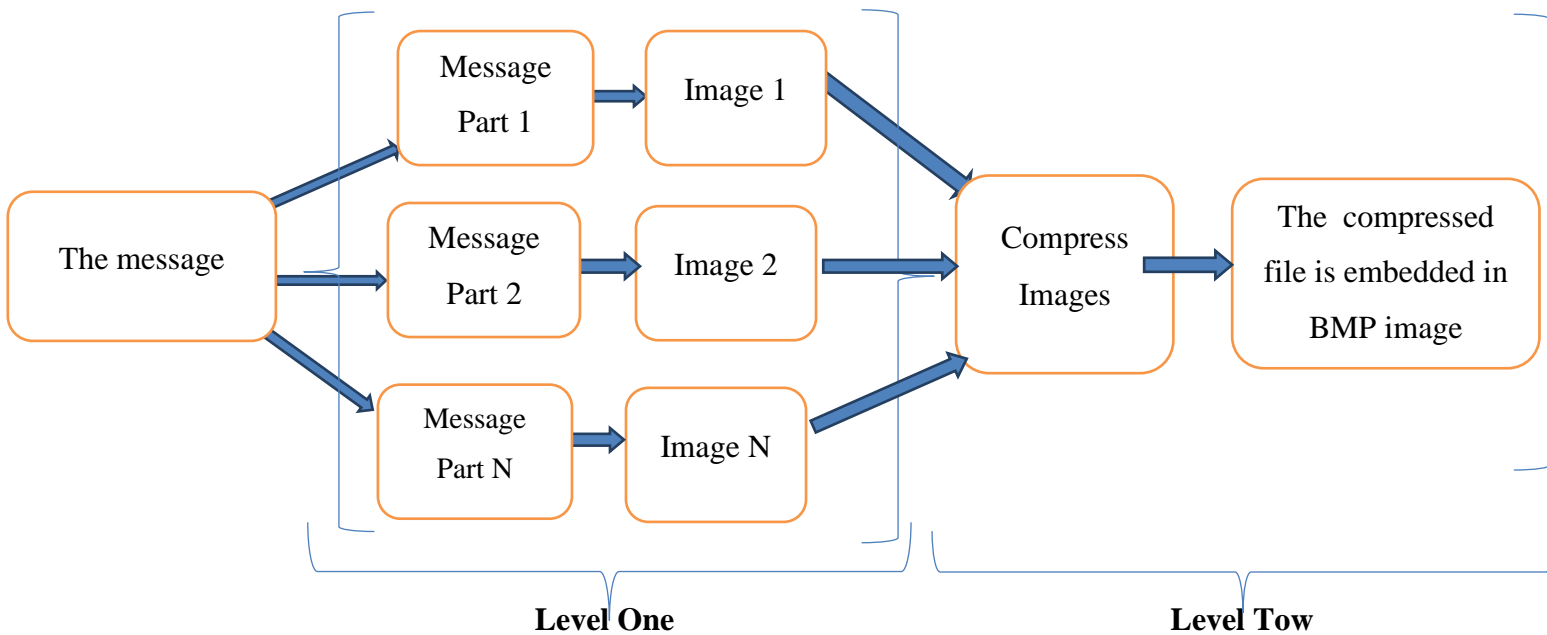 The message
Message
Part 1
Image 1
Message
Part 2
Image 2
Message
Part N
Image N
Compress
Images
The compressed
file is embedded in
BMP image
Level One
Level Tow